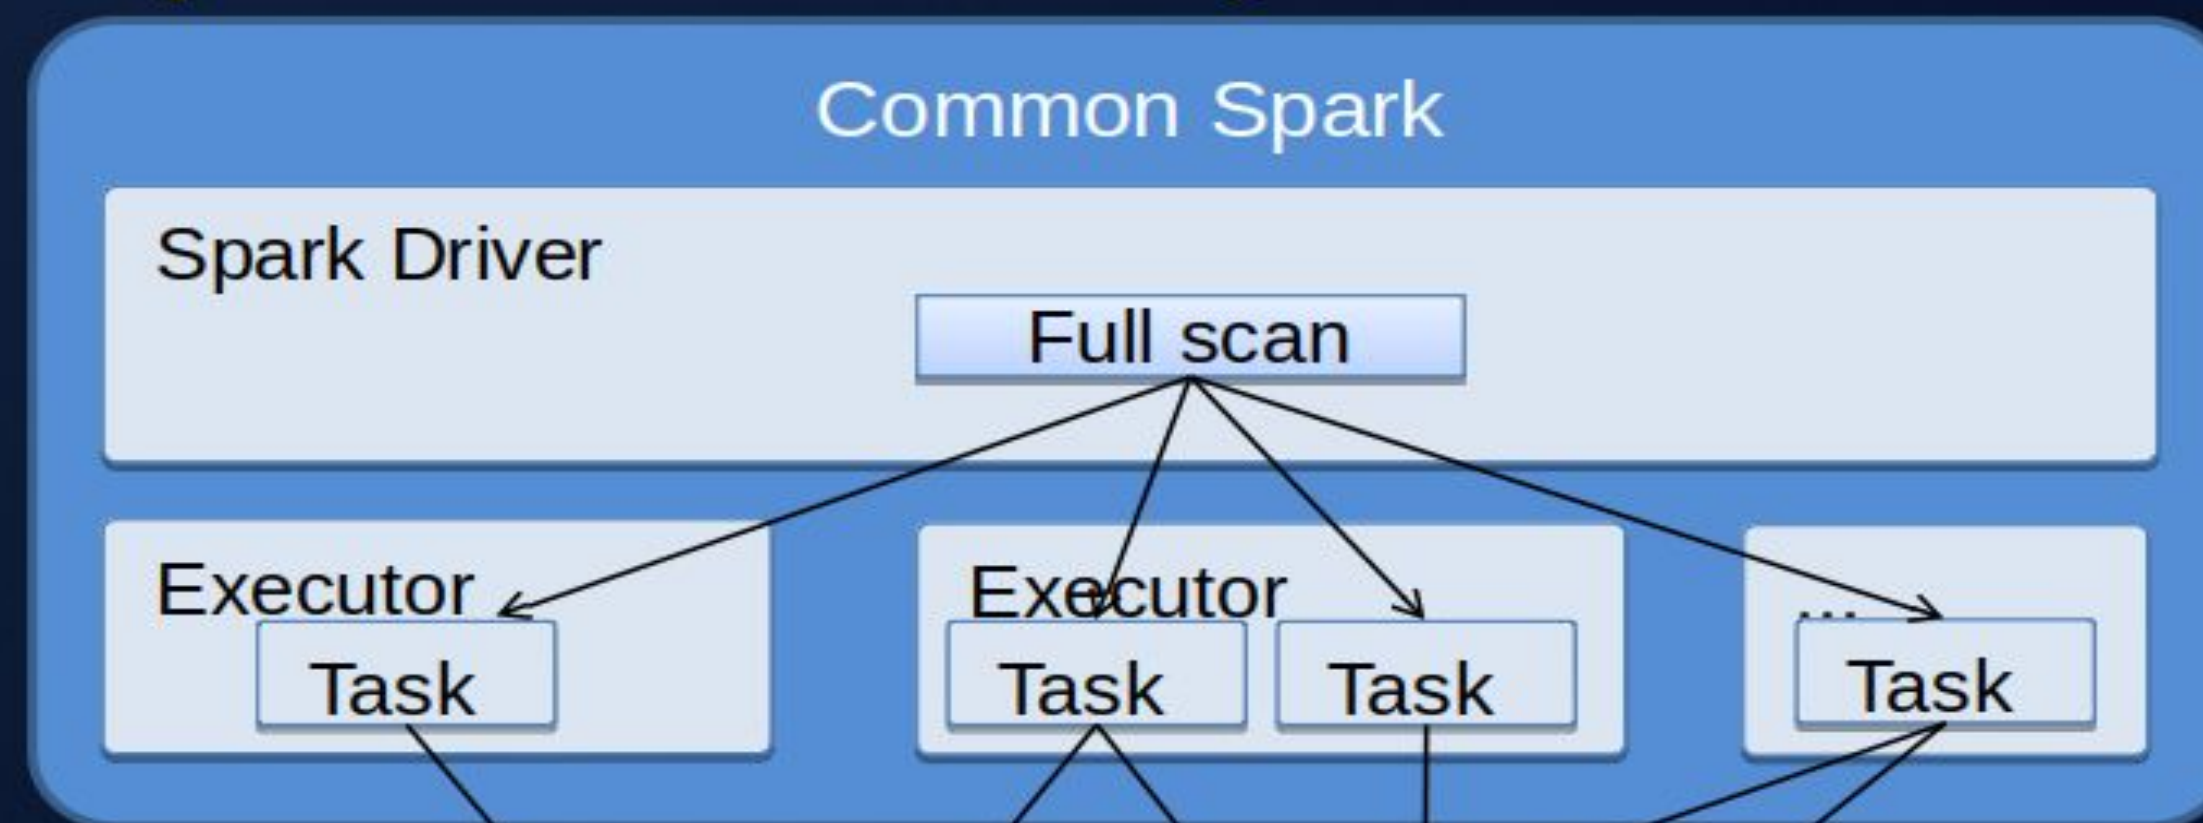 Common Spark
Spark Driver
Full scan
Executor
Executor
...
Task
Task
Task
Task